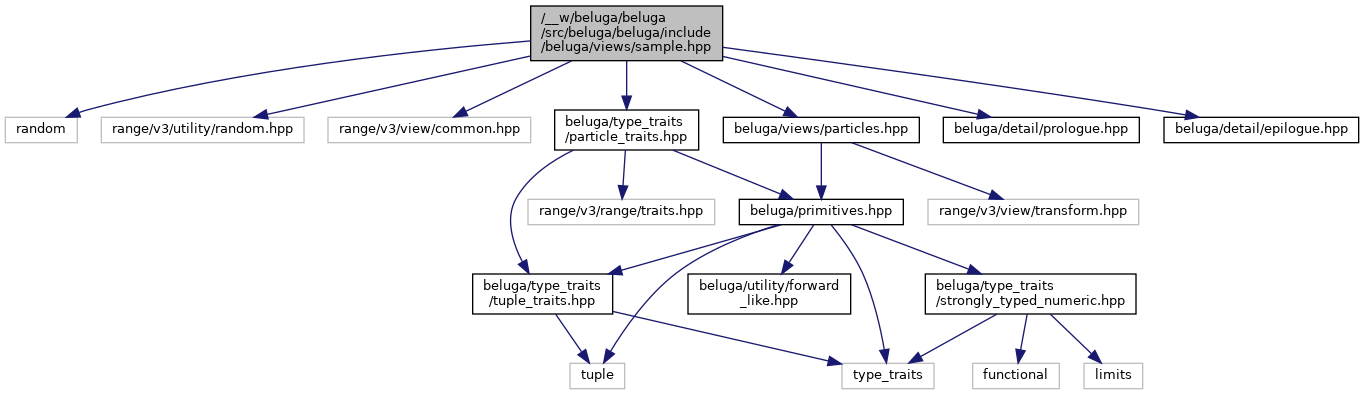 /__w/beluga/beluga
/src/beluga/beluga/include
/beluga/views/sample.hpp
random
range/v3/utility/random.hpp
range/v3/view/common.hpp
beluga/type_traits
/particle_traits.hpp
beluga/views/particles.hpp
beluga/detail/prologue.hpp
beluga/detail/epilogue.hpp
range/v3/range/traits.hpp
beluga/primitives.hpp
range/v3/view/transform.hpp
beluga/type_traits
/tuple_traits.hpp
beluga/utility/forward
_like.hpp
beluga/type_traits
/strongly_typed_numeric.hpp
tuple
type_traits
functional
limits